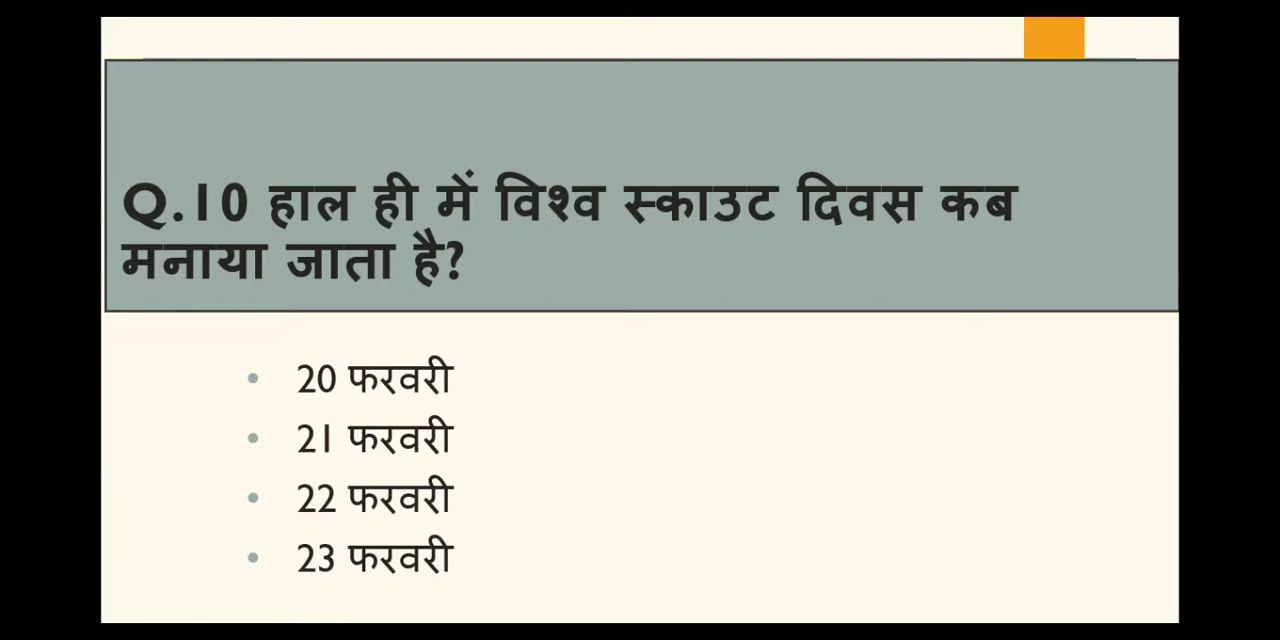 Q.10 हाल ही में विश्व स्काउट दिवस कब
मनाया जाता है?
20 फरवरी
21 फरवरी
22 फरवरी
23 फरवरी